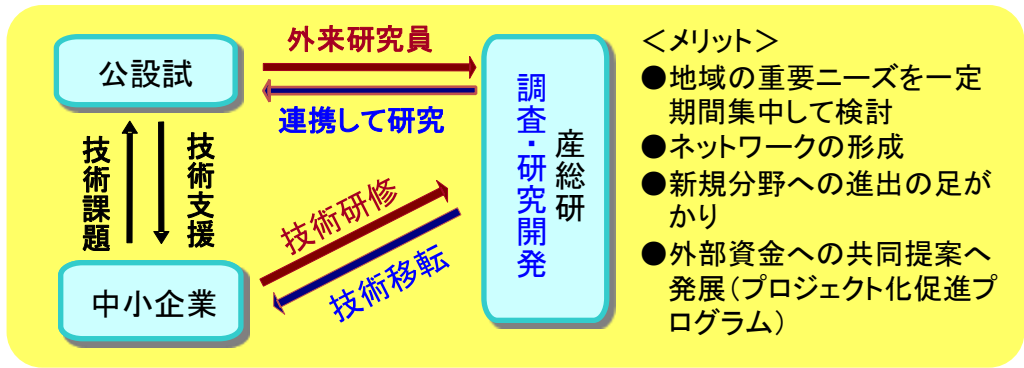 公設試
外来研究員
連携して研究
技術課題
技術支援
中小企業
技術研修
技術移転
産総研
調査・研究開発
＜メリット＞
●地域の重要ニーズを一定
期間集中して検討
●ネットワークの形成
●新規分野への進出の足が
かり
●外部資金への共同提案へ
発展（プロジェクト化促進プ
ログラム）